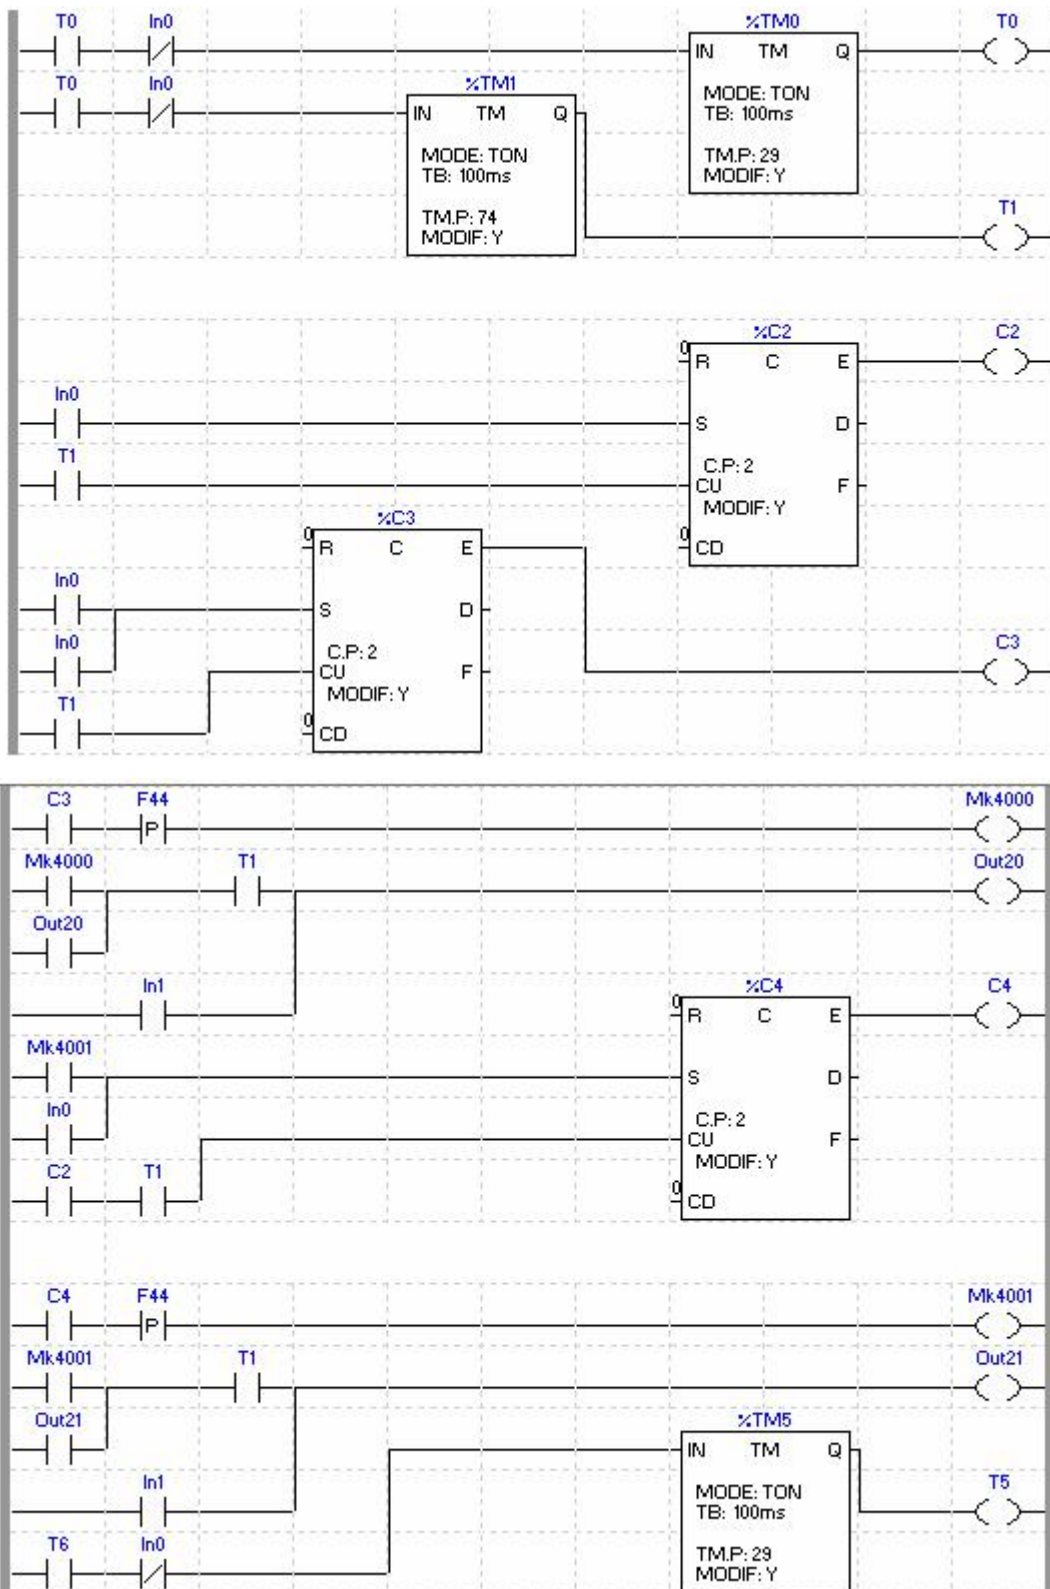 T0 In0 %TM0 T0
IN TM Q
T0 In0 %TM1
MODE: TON
TB: 100ms
IN TM Q
MODE: TON
TB: 100ms
TM.P: 29
MODIF: Y
TM.P: 74
MODIF: Y
T1
%C2 C2
0
R C E
In0
S D
T1
C.P: 2
CU F
MODIF: Y
%C3
0
R C E
0
CD
In0
S D
In0 C3
C.P: 2
CU F
MODIF: Y
T1
0
CD
C3 F44 Mk4000
P
Mk4000 T1 Out20
Out20
In1 %C4 C4
0
R C E
Mk4001
S D
In0
C.P: 2
CU F
MODIF: Y
C2 T1
0
CD
C4 F44 Mk4001
P
Mk4001 T1 Out21
Out21 %TM5
IN TM Q
In1 T5
MODE: TON
TB: 100ms
T6 In0
TM.P: 29
MODIF: Y